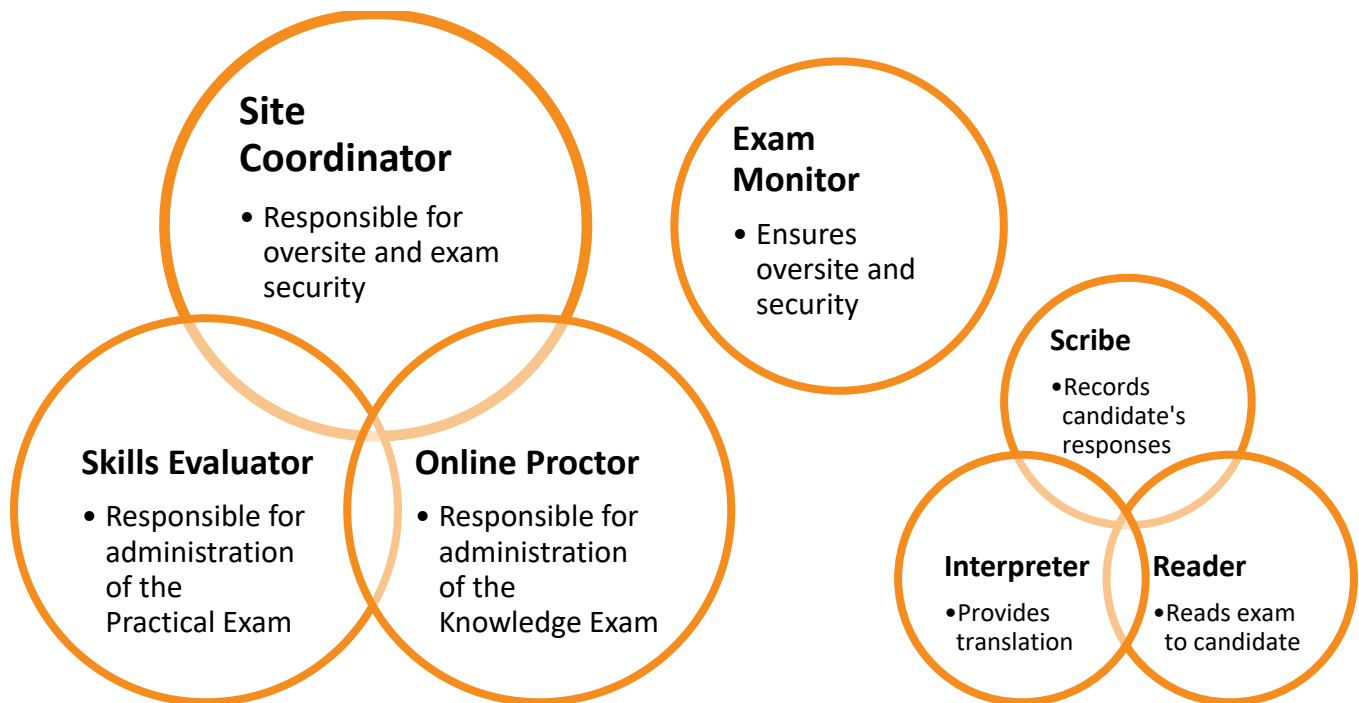 Site
Coordinator
• Responsible for
oversite and exam
security
Exam
Monitor
• Ensures
oversite and
security
Skills Evaluator
• Responsible for
administration
of the
Practical Exam
Online Proctor
• Responsible for
administration
of the
Knowledge Exam
Scribe
•Records
candidate's
responses
Interpreter
•Provides
translation
Reader
•Reads exam
to candidate